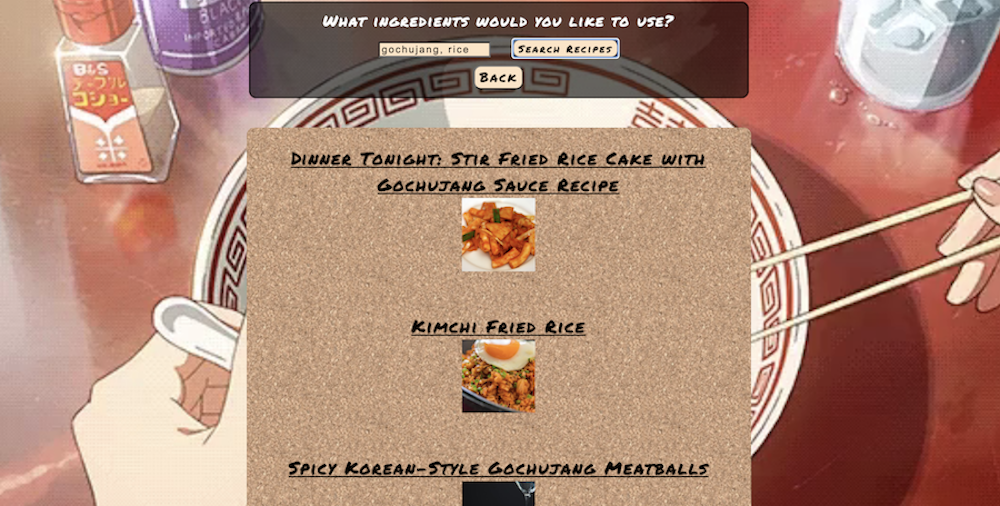 What ingredients would you like to use?
gochujang, rice
Search Recipes
Back
B&S
テーブル
コショー
BLACK
Dinner Tonight: Stir Fried Rice Cake with
Gochujang Sauce Recipe
Kimchi Fried Rice
Spicy Korean-Style Gochujang Meatballs